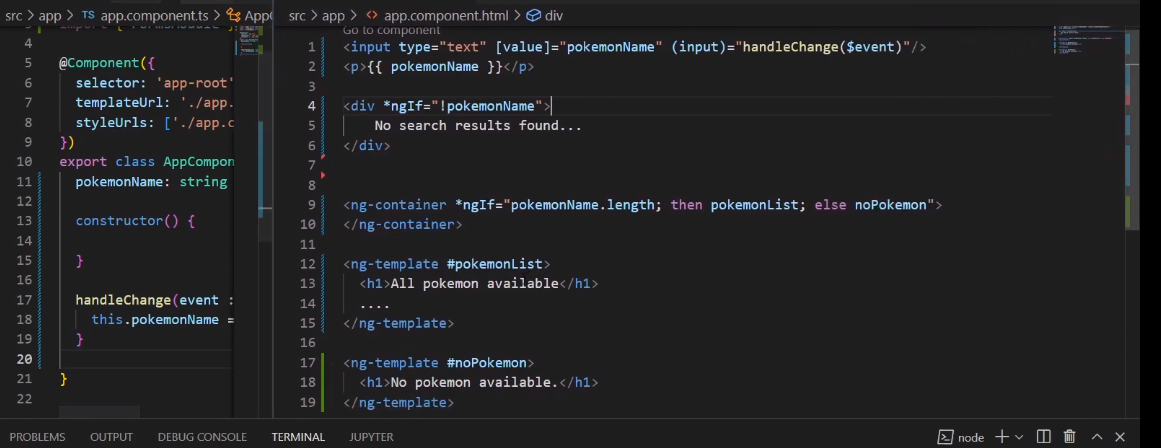 src > app > TS app.component.ts > App
import { FormsModule } 
4
5 @Component({
6 selector: 'app-root'
7 templateUrl: './app.
8 styleUrls: ['./app.c
9 })
10 export class AppCompon
11 pokemonName: string
12
13 constructor() {
14
15 }
16
17 handleChange(event :
18 this.pokemonName =
19 }
20
21 }
22
src > app > <> app.component.html > div
Go to component
1 <input type="text" [value]="pokemonName" (input)="handleChange($event)"/>
2 <p>{{ pokemonName }}</p>
3
4 <div *ngIf="!pokemonName">
5 No search results found...
6 </div>
7
8
9 <ng-container *ngIf="pokemonName.length; then pokemonList; else noPokemon">
10 </ng-container>
11
12 <ng-template #pokemonList>
13 <h1>All pokemon available</h1>
14 ....
15 </ng-template>
16
17 <ng-template #noPokemon>
18 <h1>No pokemon available.</h1>
19 </ng-template>
PROBLEMS OUTPUT DEBUG CONSOLE TERMINAL JUPYTER node